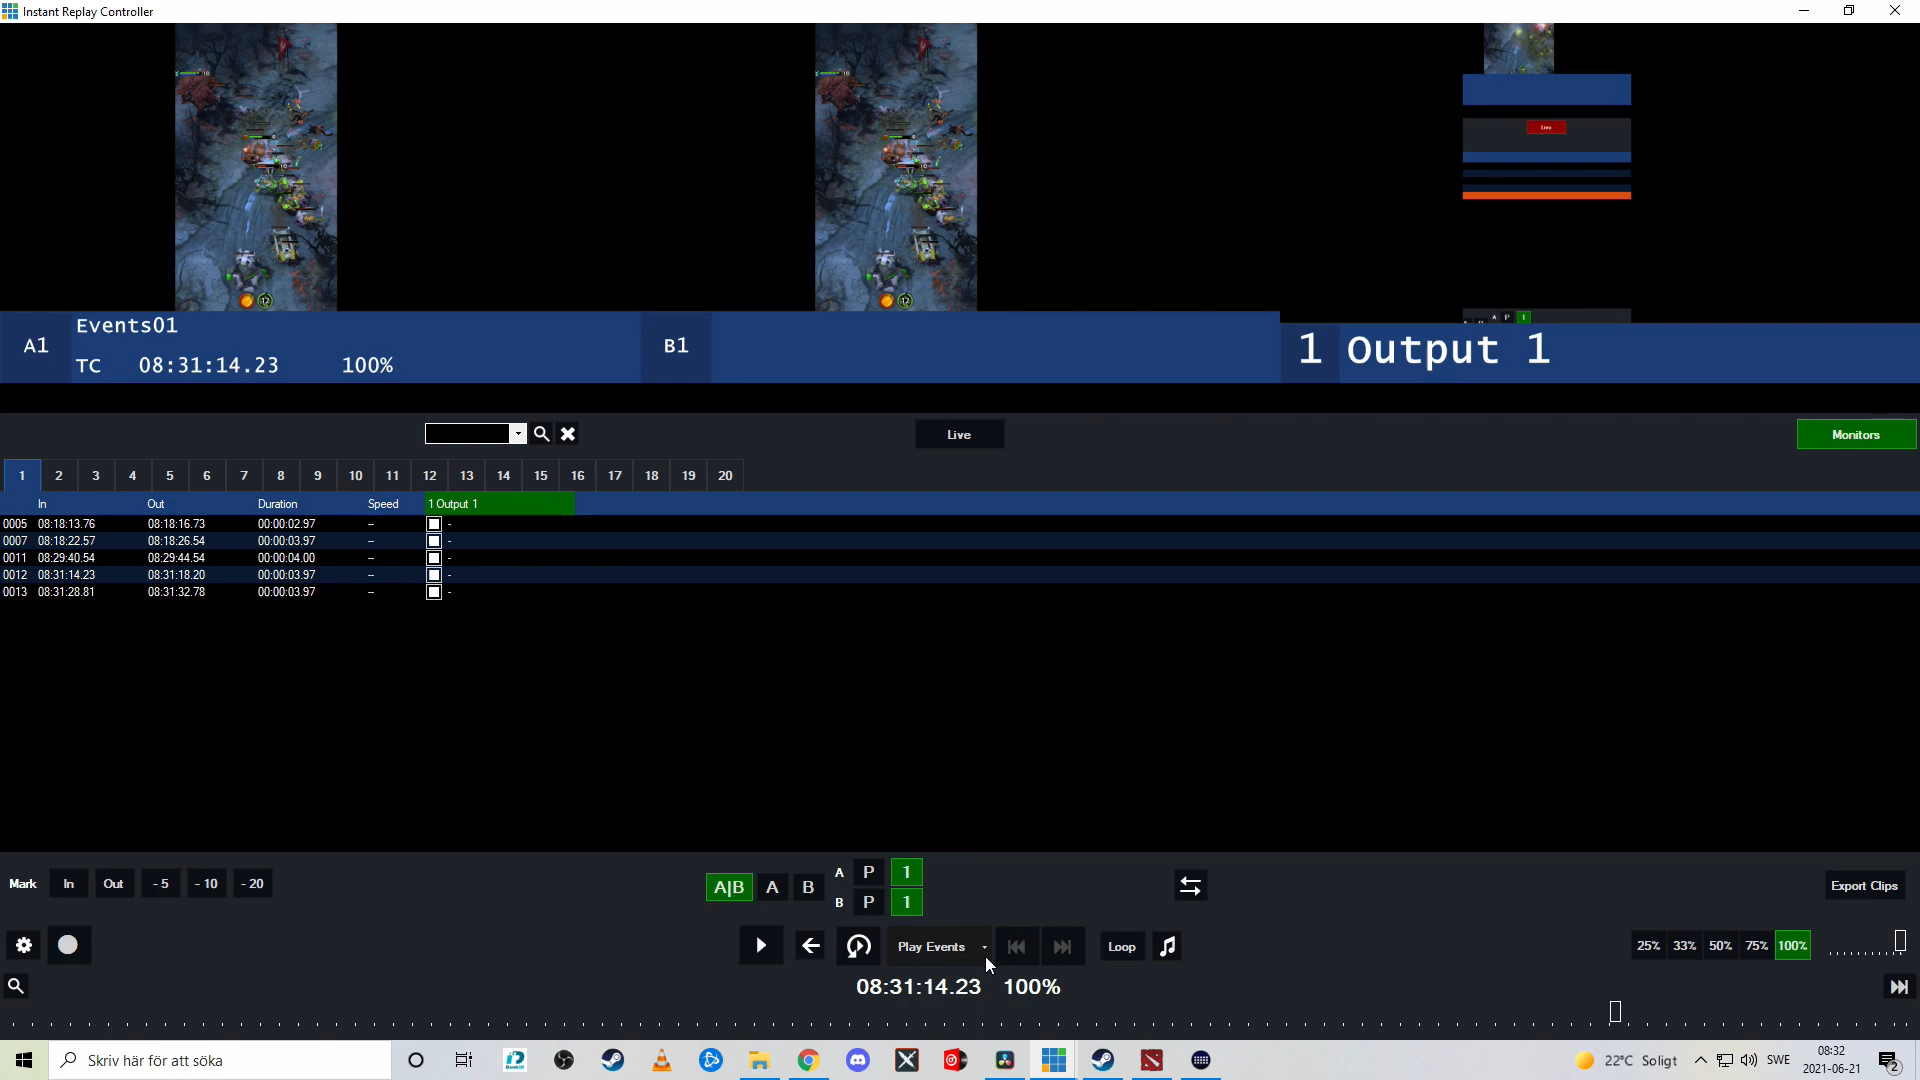 Instant Replay Controller
Events01
A1
TC 08:31:14.23 100%
B1
1 Output 1
Live
Live
Monitors
1 2 3 4 5 6 7 8 9 10 11 12 13 14 15 16 17 18 19 20
In Out Duration Speed 1 Output 1
0005 08:18:13.76 08:18:16.73 00:00:02.97 -- -
0007 08:18:22.57 08:18:26.54 00:00:03.97 -- -
0011 08:29:40.54 08:29:44.54 00:00:04.00 -- -
0012 08:31:14.23 08:31:18.20 00:00:03.97 -- -
0013 08:31:28.81 08:31:32.78 00:00:03.97 -- -
Mark In Out - 5 - 10 - 20
A|B A B
A P 1
B P 1
Export Clips
Play Events
Loop
25% 33% 50% 75% 100%
08:31:14.23 100%
Skriv här för att söka
22°C Soligt
SWE
08:32
2021-06-21
2